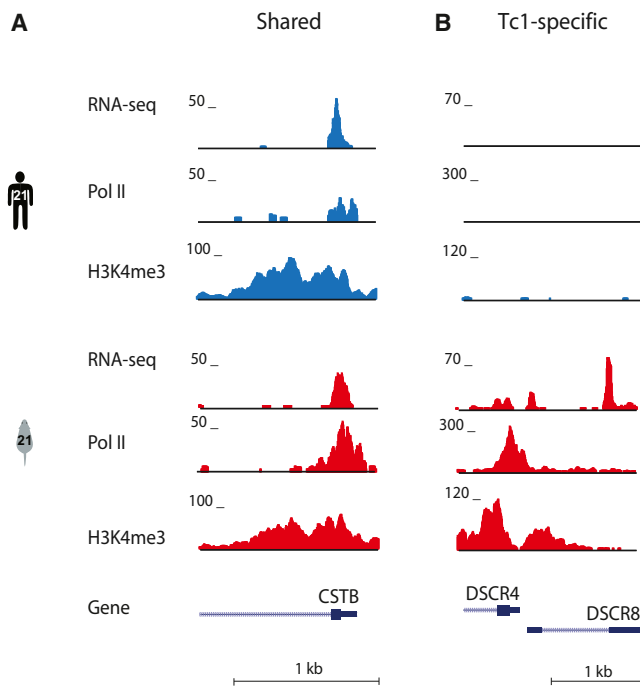 A Shared B Tc1-specific
RNA-seq 50 70
Pol II 50 300
21
H3K4me3 100 120
RNA-seq 50 70
Pol II 50 300
21
H3K4me3 100 120
Gene CSTB DSCR4
DSCR8
1 kb 1 kb